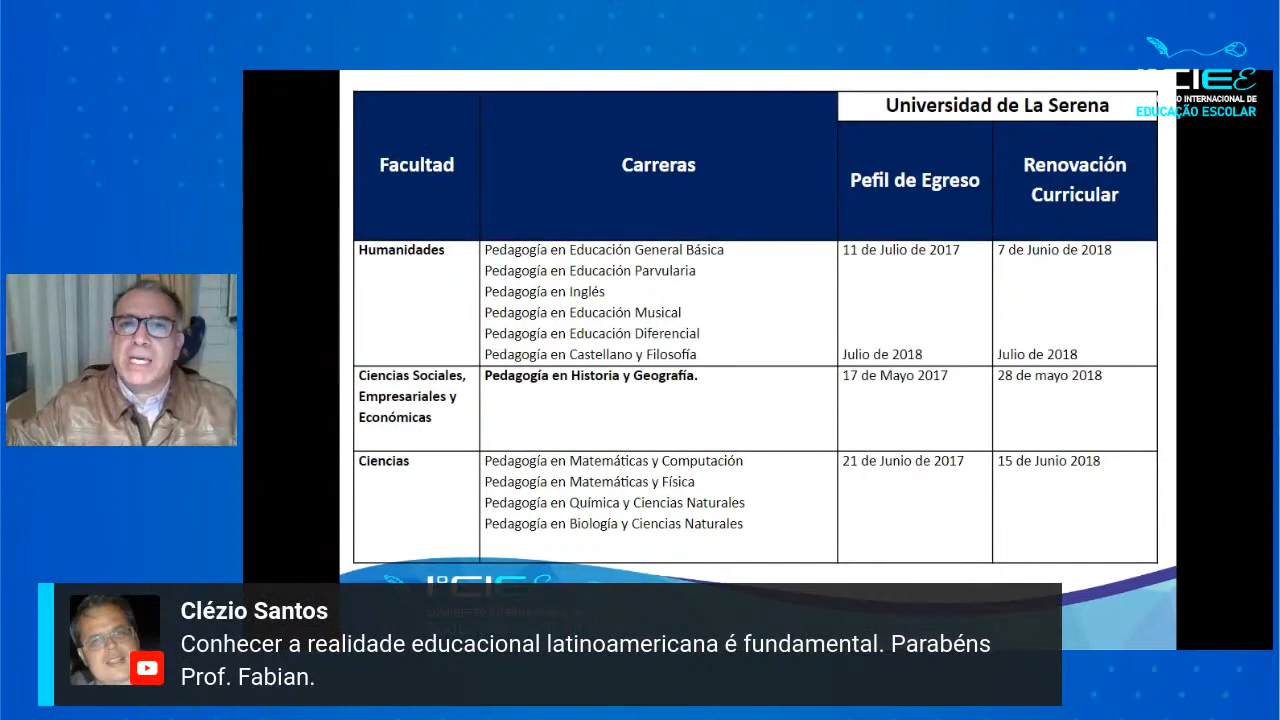 CIEE
O INTERNACIONAL DE
EDUCAÇÃO ESCOLAR
Universidad de La Serena
Facultad
Carreras
Pefil de Egreso
Renovación
Curricular
Humanidades
Pedagogía en Educación General Básica
11 de Julio de 2017
7 de Junio de 2018
Pedagogía en Educación Parvularia
Pedagogía en Inglés
Pedagogía en Educación Musical
Pedagogía en Educación Diferencial
Pedagogía en Castellano y Filosofía
Julio de 2018
Julio de 2018
Ciencias Sociales,
Empresariales y
Económicas
Pedagogía en Historia y Geografía.
17 de Mayo 2017
28 de mayo 2018
Ciencias
Pedagogía en Matemáticas y Computación
21 de Junio de 2017
15 de Junio 2018
Pedagogía en Matemáticas y Física
Pedagogía en Química y Ciencias Naturales
Pedagogía en Biología y Ciencias Naturales
1º CIEE
Clézio Santos
Conhecer a realidade educacional latinoamericana é fundamental. Parabéns
Prof. Fabian.